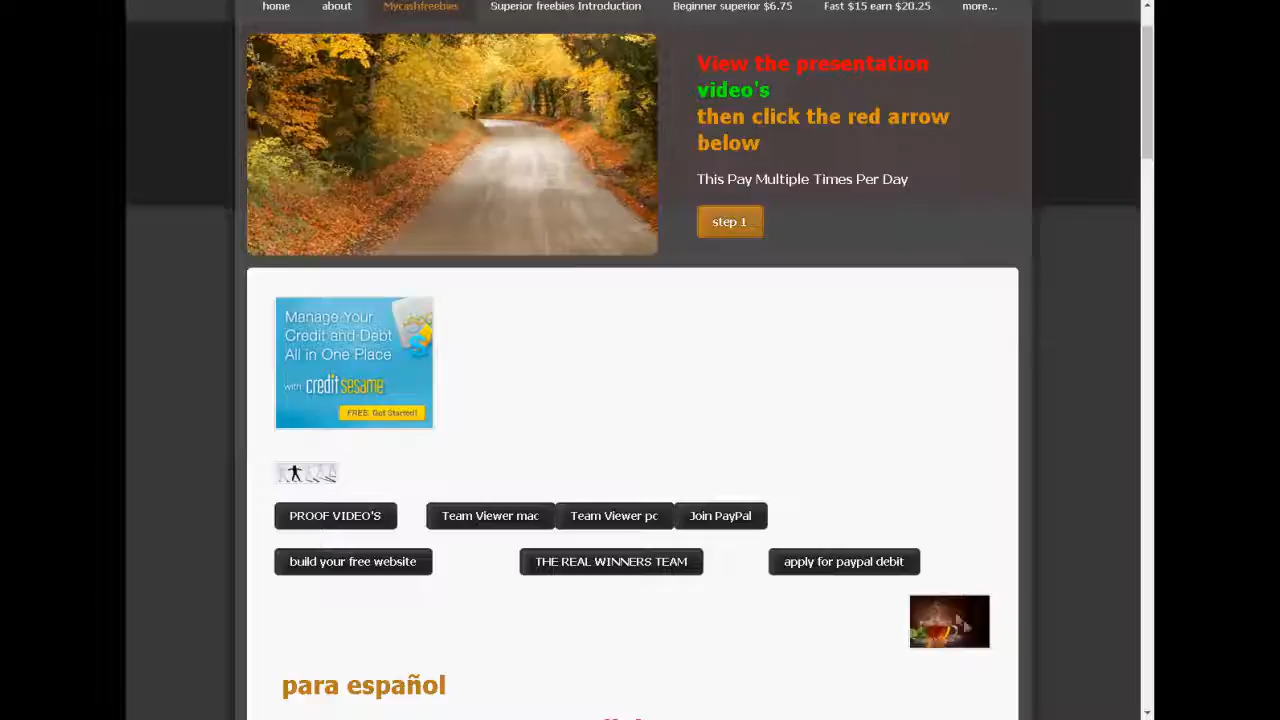 home about Mycashfreebies Superior freebies Introduction Beginner superior $6.75 Fast $15 earn $20.25 more...
View the presentation
video's
then click the red arrow
below
This Pay Multiple Times Per Day
step 1
Manage Your
Credit and Debt
All in One Place
with credit sesame
FREE. Get Started!
PROOF VIDEO'S Team Viewer mac Team Viewer pc Join PayPal
build your free website THE REAL WINNERS TEAM apply for paypal debit
para español